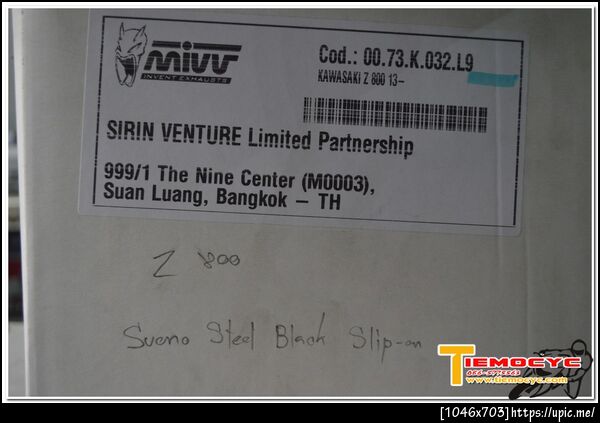 mivv
INVENT EXHAUSTS
Cod.: 00.73.K.032.L9
KAWASAKI Z 800 13-
SIRIN VENTURE Limited Partnership
999/1 The Nine Center (M0003),
Suan Luang, Bangkok – TH
Z 800
Sueno Steel Black Slip-on
TIEMOCYC
www.tiemocyc.com
[1046x703]https://upic.me/